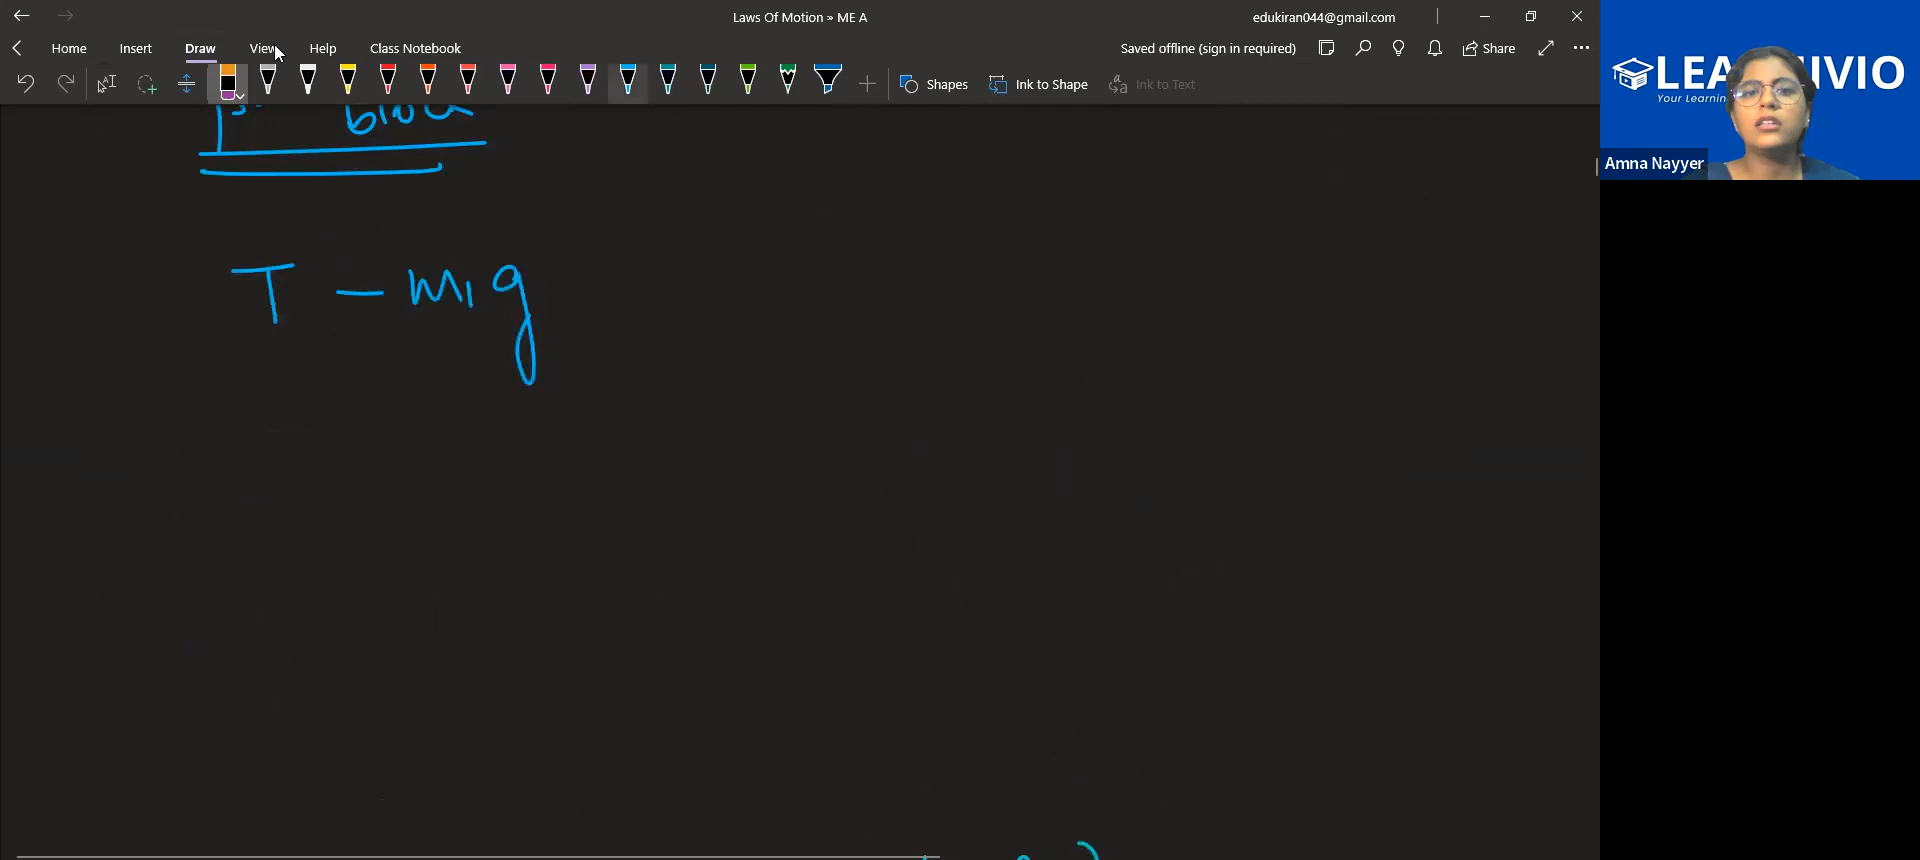 Laws Of Motion » ME A
edukiran044@gmail.com
Home Insert Draw View Help Class Notebook
Saved offline (sign in required)
Share
Shapes
Ink to Shape
Ink to Text
block
T - m₁g
Your Learnin
Amna Nayyer